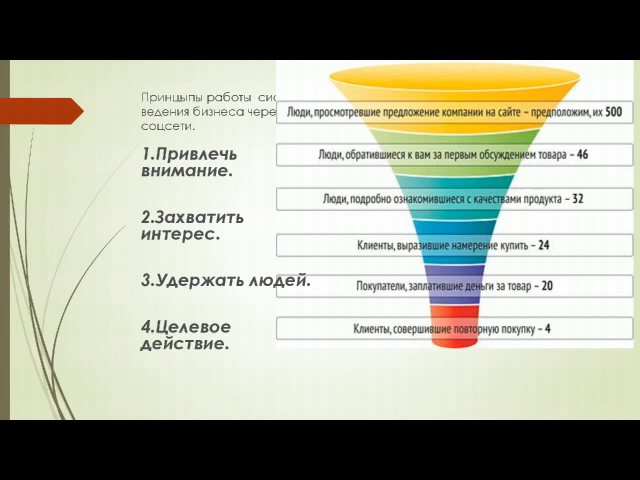 Принцыпы работы сис
ведения бизнеса чере
соцсети.
1.Привлечь
внимание.
2.Захватить
интерес.
3.Удержать людей.
4.Целевое
действие.
Люди, просмотревшие предложение компании на сайте – предположим, их 500
Люди, обратившиеся к вам за первым обсуждением товара – 46
Люди, подробно ознакомившиеся с качествами продукта – 32
Клиенты, выразившие намерение купить – 24
Покупатели, заплатившие деньги за товар – 20
Клиенты, совершившие повторную покупку – 4